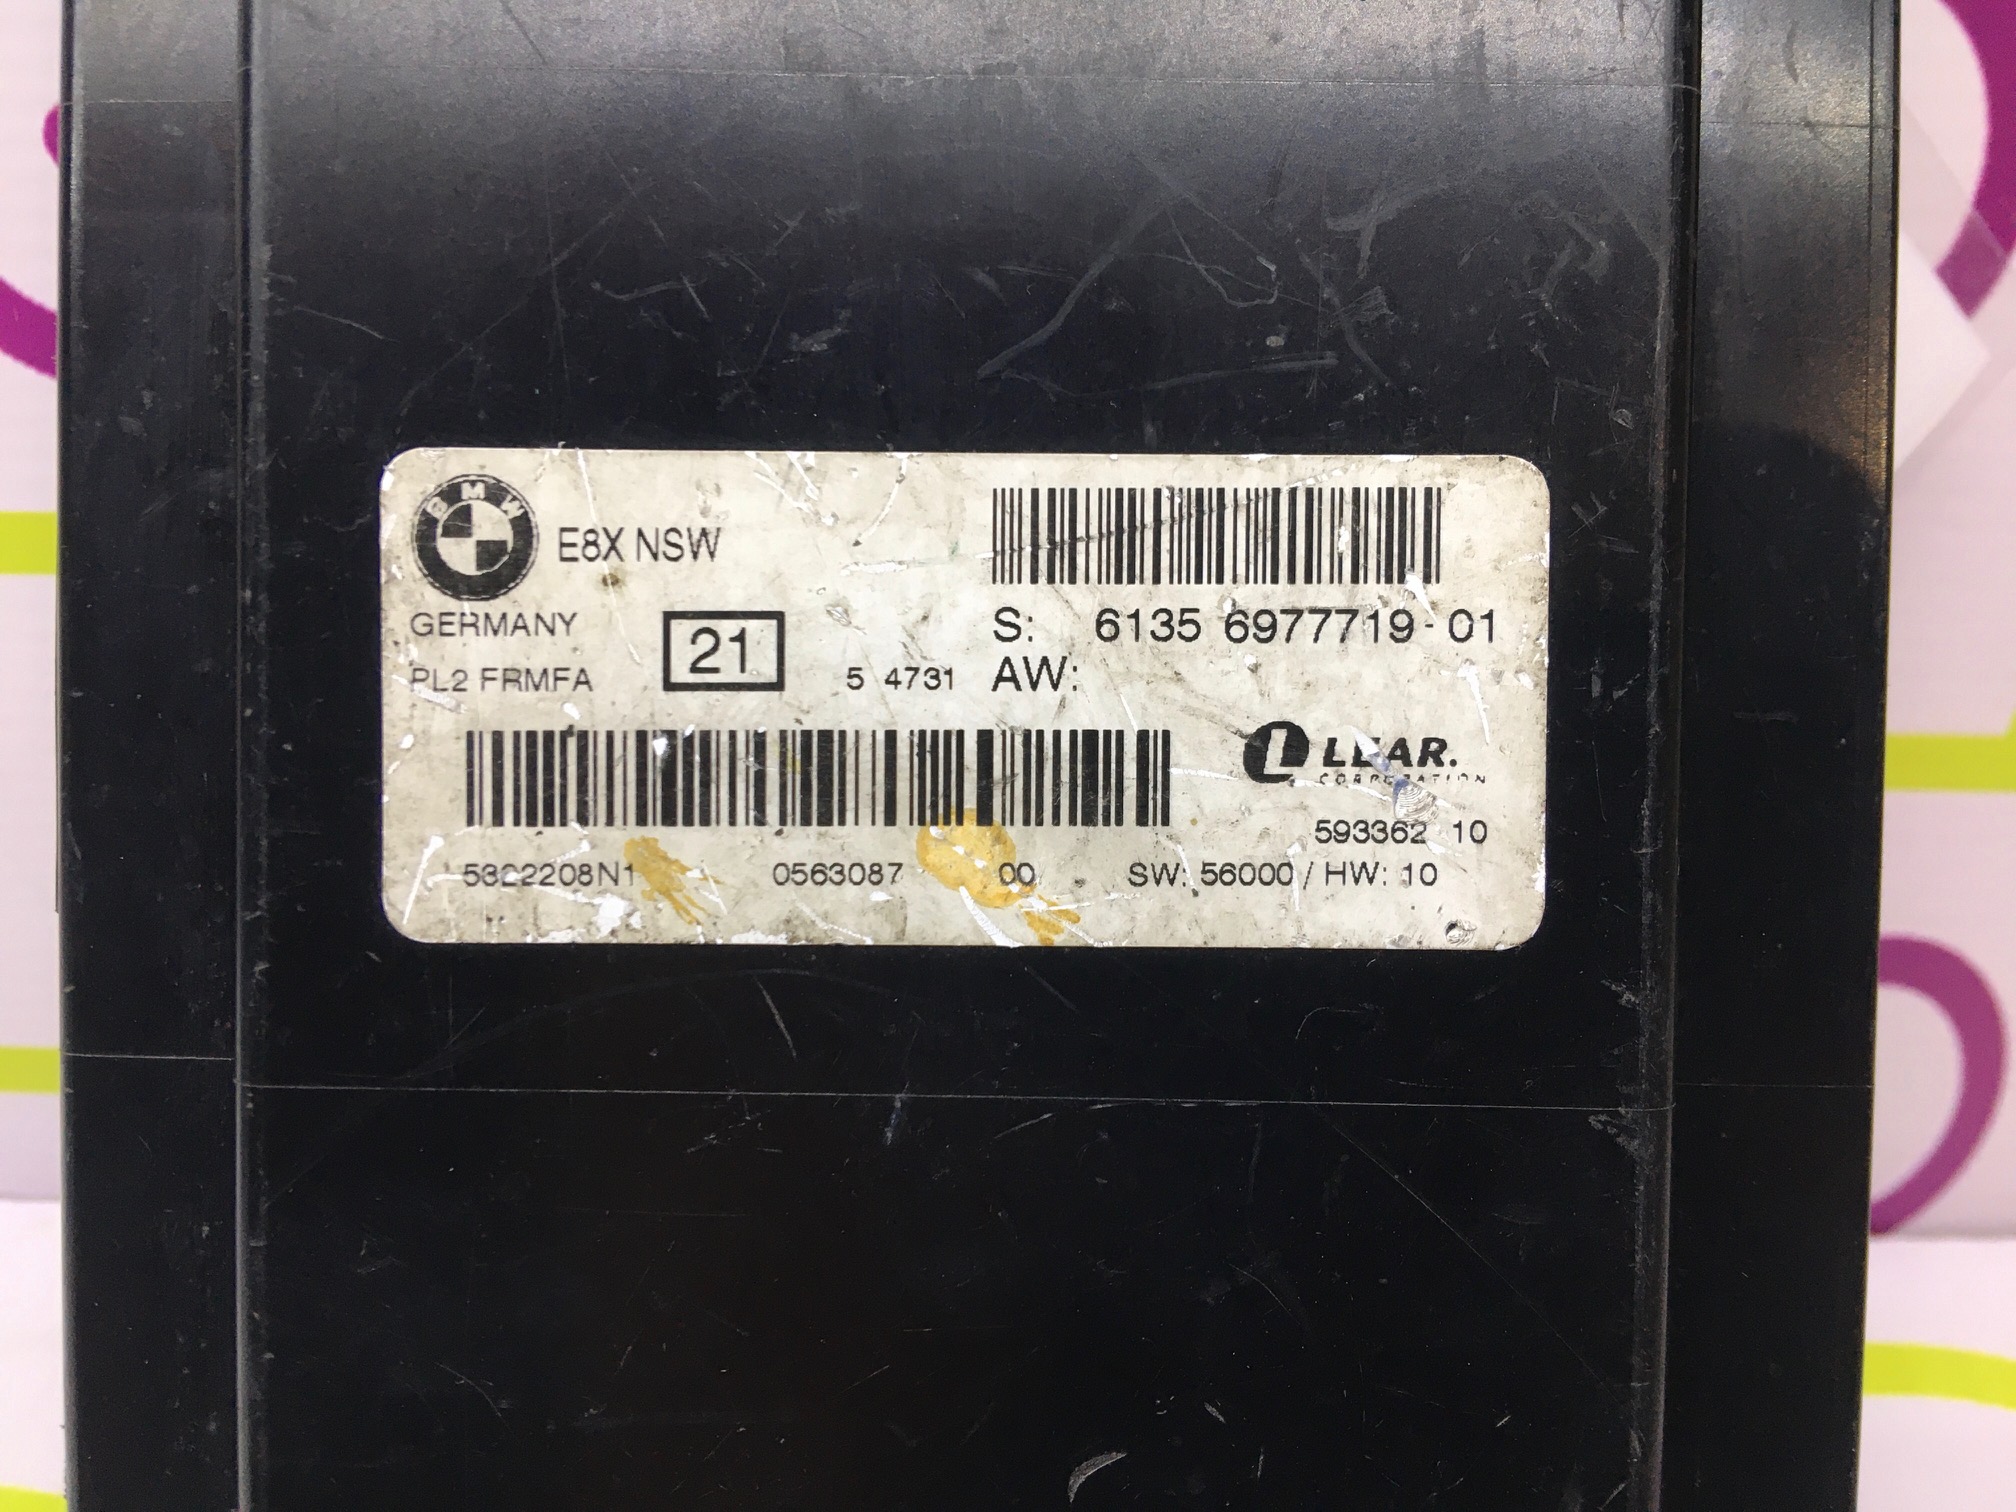 BMW
E8X NSW
GERMANY
PL2 FRMFA
21
5 4731
S: 6135 6977719-01
AW:
L LEAR.
CORPORATION
593362 10
5322208N1 0563087 00 SW: 56000 / HW: 10